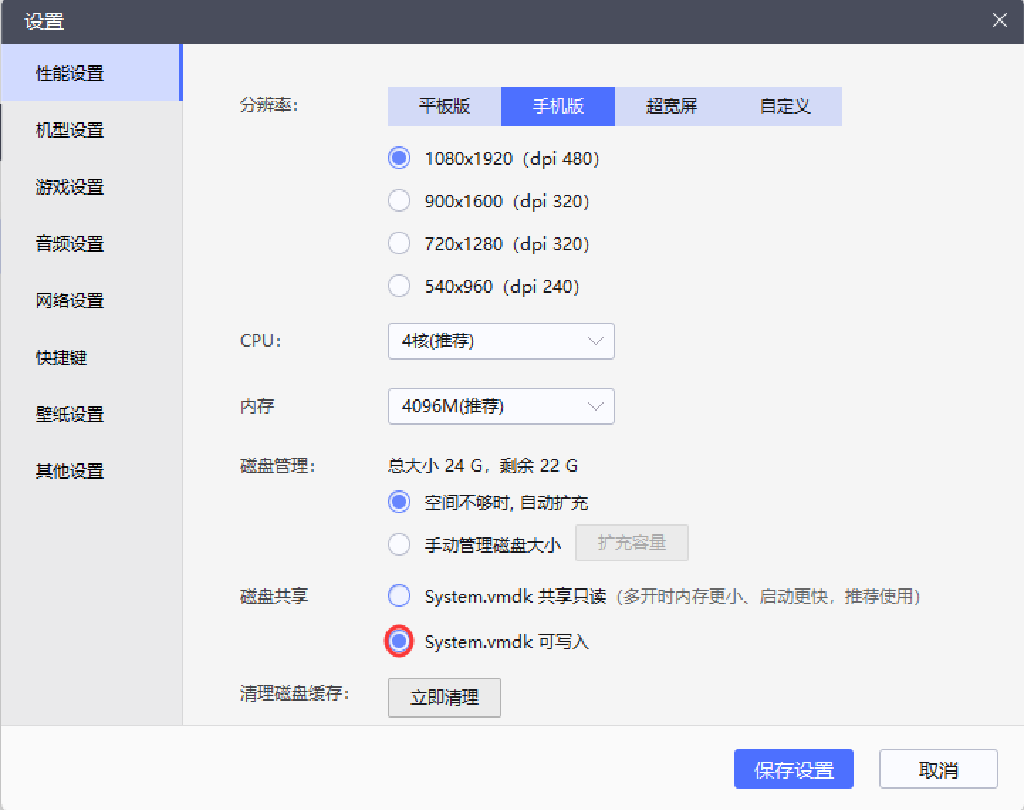 设置
性能设置
机型设置
游戏设置
音频设置
网络设置
快捷键
壁纸设置
其他设置
分辨率：
平板版 手机版 超宽屏 自定义
1080x1920（dpi 480）
900x1600（dpi 320）
720x1280（dpi 320）
540x960（dpi 240）
CPU： 4核(推荐)
内存 4096M(推荐)
磁盘管理： 总大小 24 G，剩余 22 G
空间不够时, 自动扩充
手动管理磁盘大小 扩充容量
磁盘共享 System.vmdk 共享只读（多开时内存更小、启动更快，推荐使用）
System.vmdk 可写入
清理磁盘缓存： 立即清理
保存设置 取消